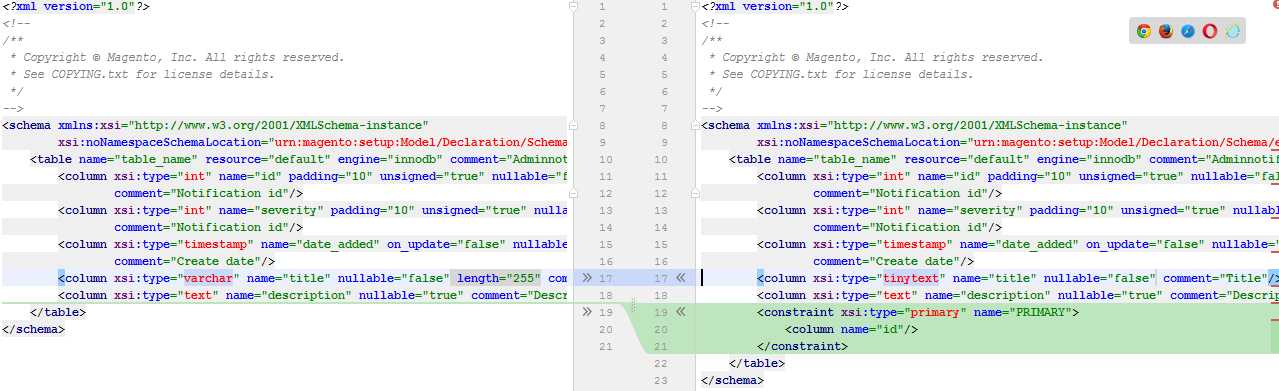 <?xml version="1.0"?>
<!--
/**
 * Copyright © Magento, Inc. All rights reserved.
 * See COPYING.txt for license details.
 */
-->
<schema xmlns:xsi="http://www.w3.org/2001/XMLSchema-instance"
        xsi:noNamespaceSchemaLocation="urn:magento:setup:Model/Declaration/Schema
    <table name="table_name" resource="default" engine="innodb" comment="Adminnot
        <column xsi:type="int" name="id" padding="10" unsigned="true" nullable="f
                comment="Notification id"/>
        <column xsi:type="int" name="severity" padding="10" unsigned="true" nulla
                comment="Notification id"/>
        <column xsi:type="timestamp" name="date_added" on_update="false" nullable
                comment="Create date"/>
        <column xsi:type="varchar" name="title" nullable="false" length="255" com
        <column xsi:type="text" name="description" nullable="true" comment="Descr
    </table>
</schema>
1 1
2 2
3 3
4 4
5 5
6 6
7 7
8 8
9 9
10 10
11 11
12 12
13 13
14 14
15 15
16 16
» 17 17 «
18 18
» 19 19 «
20 20
21 21
22
23
<?xml version="1.0"?>
<!--
/**
 * Copyright © Magento, Inc. All rights reserved.
 * See COPYING.txt for license details.
 */
-->
<schema xmlns:xsi="http://www.w3.org/2001/XMLSchema-instance"
        xsi:noNamespaceSchemaLocation="urn:magento:setup:Model/Declaration/Schema/e
    <table name="table_name" resource="default" engine="innodb" comment="Adminnotif
        <column xsi:type="int" name="id" padding="10" unsigned="true" nullable="fal
                comment="Notification id"/>
        <column xsi:type="int" name="severity" padding="10" unsigned="true" nullab
                comment="Notification id"/>
        <column xsi:type="timestamp" name="date_added" on_update="false" nullable
                comment="Create date"/>
        <column xsi:type="tinytext" name="title" nullable="false" comment="Title"/>
        <column xsi:type="text" name="description" nullable="true" comment="Descrip
        <constraint xsi:type="primary" name="PRIMARY">
            <column name="id"/>
        </constraint>
    </table>
</schema>